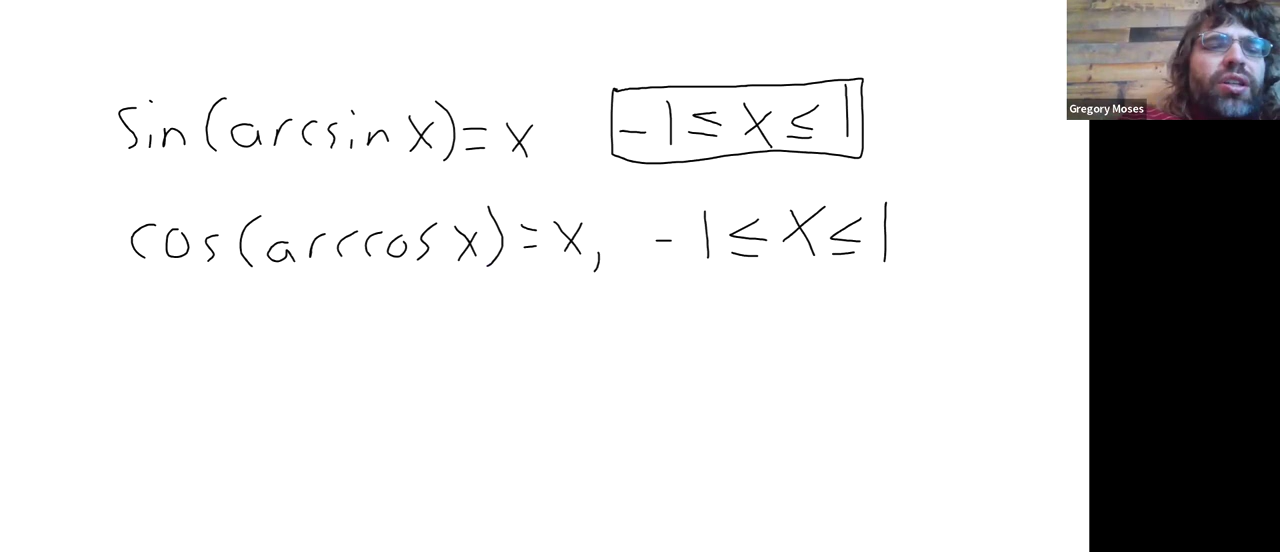 sin(arcsin x)=x -1≤x≤1
cos(arccos x)=x, -1≤x≤1
Gregory Moses